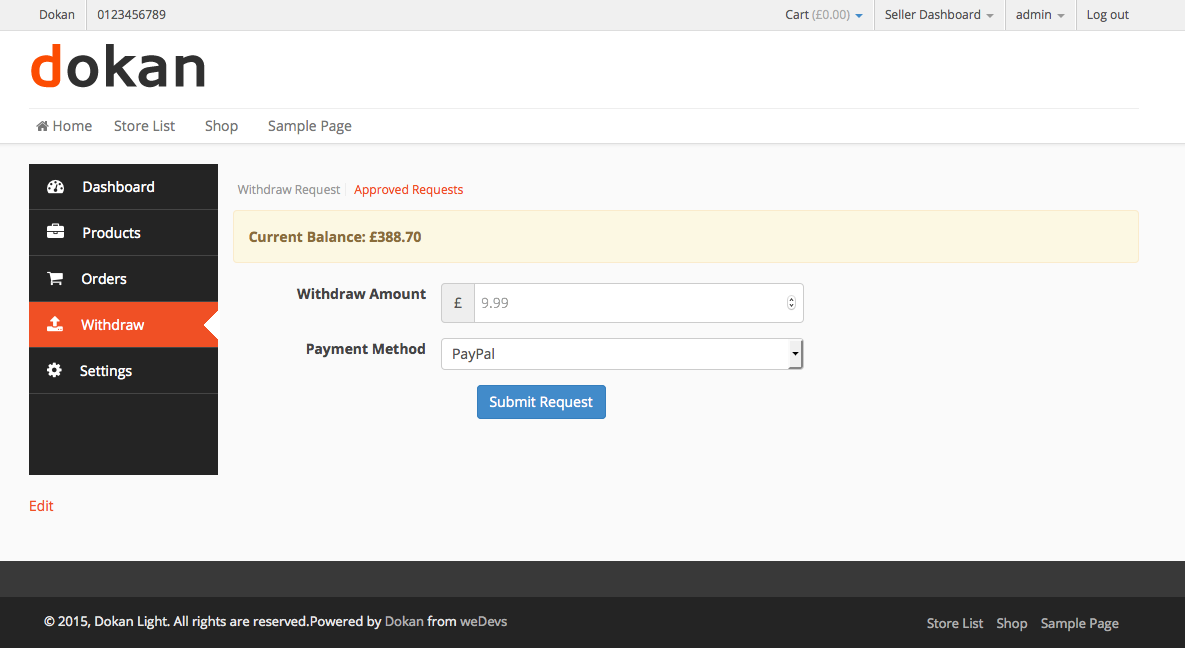 Dokan 0123456789 Cart (£0.00) Seller Dashboard admin Log out
dokan
Home Store List Shop Sample Page
Dashboard
Products
Orders
Withdraw
Settings
Withdraw Request Approved Requests
Current Balance: £388.70
Withdraw Amount £ 9.99
Payment Method PayPal
Submit Request
Edit
© 2015, Dokan Light. All rights are reserved.Powered by Dokan from weDevs
Store List Shop Sample Page